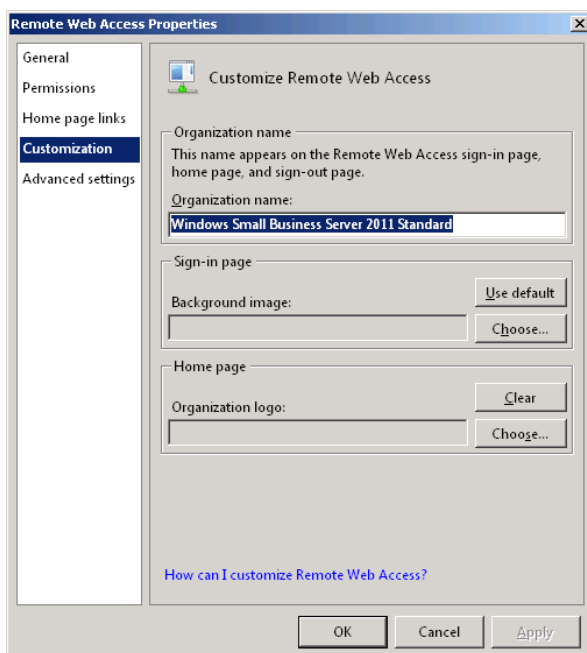 Remote Web Access Properties
General
Permissions
Home page links
Customization
Advanced settings
Customize Remote Web Access
Organization name
This name appears on the Remote Web Access sign-in page,
home page, and sign-out page.
Organization name:
Windows Small Business Server 2011 Standard
Sign-in page
Use default
Background image:
Choose...
Home page
Clear
Organization logo:
Choose...
How can I customize Remote Web Access?
OK
Cancel
Apply